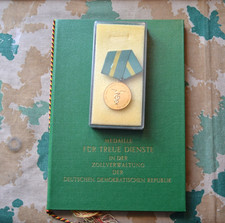 MEDAILLE
FÜR TREUE DIENSTE
IN DER
ZOLLVERWALTUNG
DER
DEUTSCHEN DEMOKRATISCHEN REPUBLIK